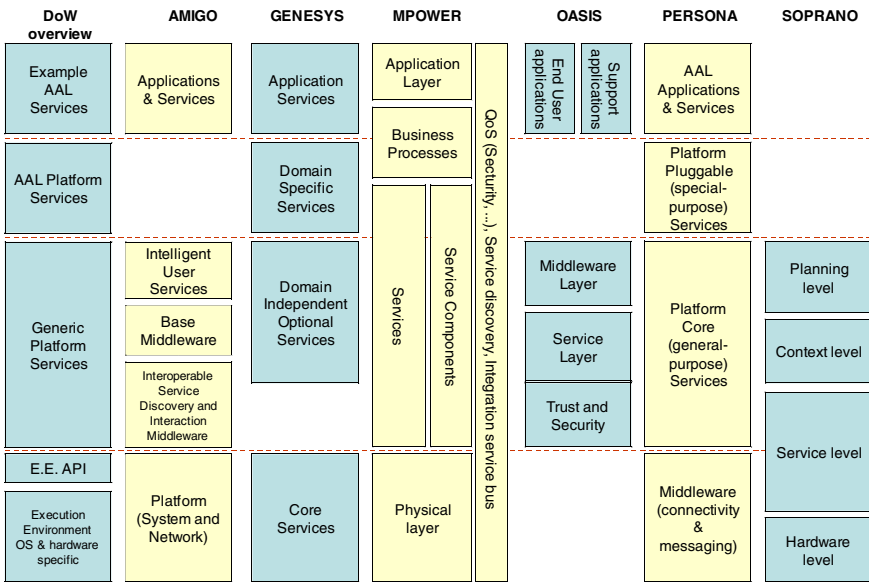 DoW
overview
AMIGO
GENESYS
MPOWER
OASIS
PERSONA
SOPRANO
Example
AAL
Services
AAL Platform
Services
Generic
Platform
Services
E.E. API
Execution
Environment
OS & hardware
specific
Applications
& Services
Intelligent
User
Services
Base
Middleware
Interoperable
Service
Discovery and
Interaction
Middleware
Platform
(System and
Network)
Application
Services
Domain
Specific
Services
Domain
Independent
Optional
Services
Core
Services
Application
Layer
Business
Processes
Services
Service Components
Physical
layer
QoS (Secturity, ...), Service discovery, Integration service bus
End User
applications
Support
applications
Middleware
Layer
Service
Layer
Trust and
Security
AAL
Applications
& Services
Platform
Pluggable
(special-
purpose)
Services
Platform
Core
(general-
purpose)
Services
Middleware
(connectivity
&
messaging)
Planning
level
Context level
Service level
Hardware
level